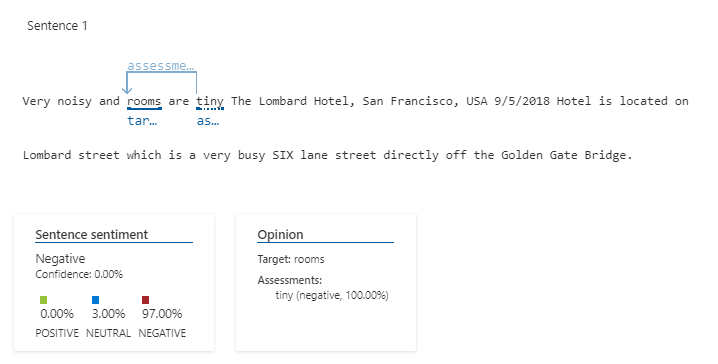 Sentence 1
assessme...
Very noisy and rooms are tiny The Lombard Hotel, San Francisco, USA 9/5/2018 Hotel is located on
tar... as...
Lombard street which is a very busy SIX lane street directly off the Golden Gate Bridge.
Sentence sentiment
Negative
Confidence: 0.00%
0.00% 3.00% 97.00%
POSITIVE NEUTRAL NEGATIVE
Opinion
Target: rooms
Assessments:
tiny (negative, 100.00%)